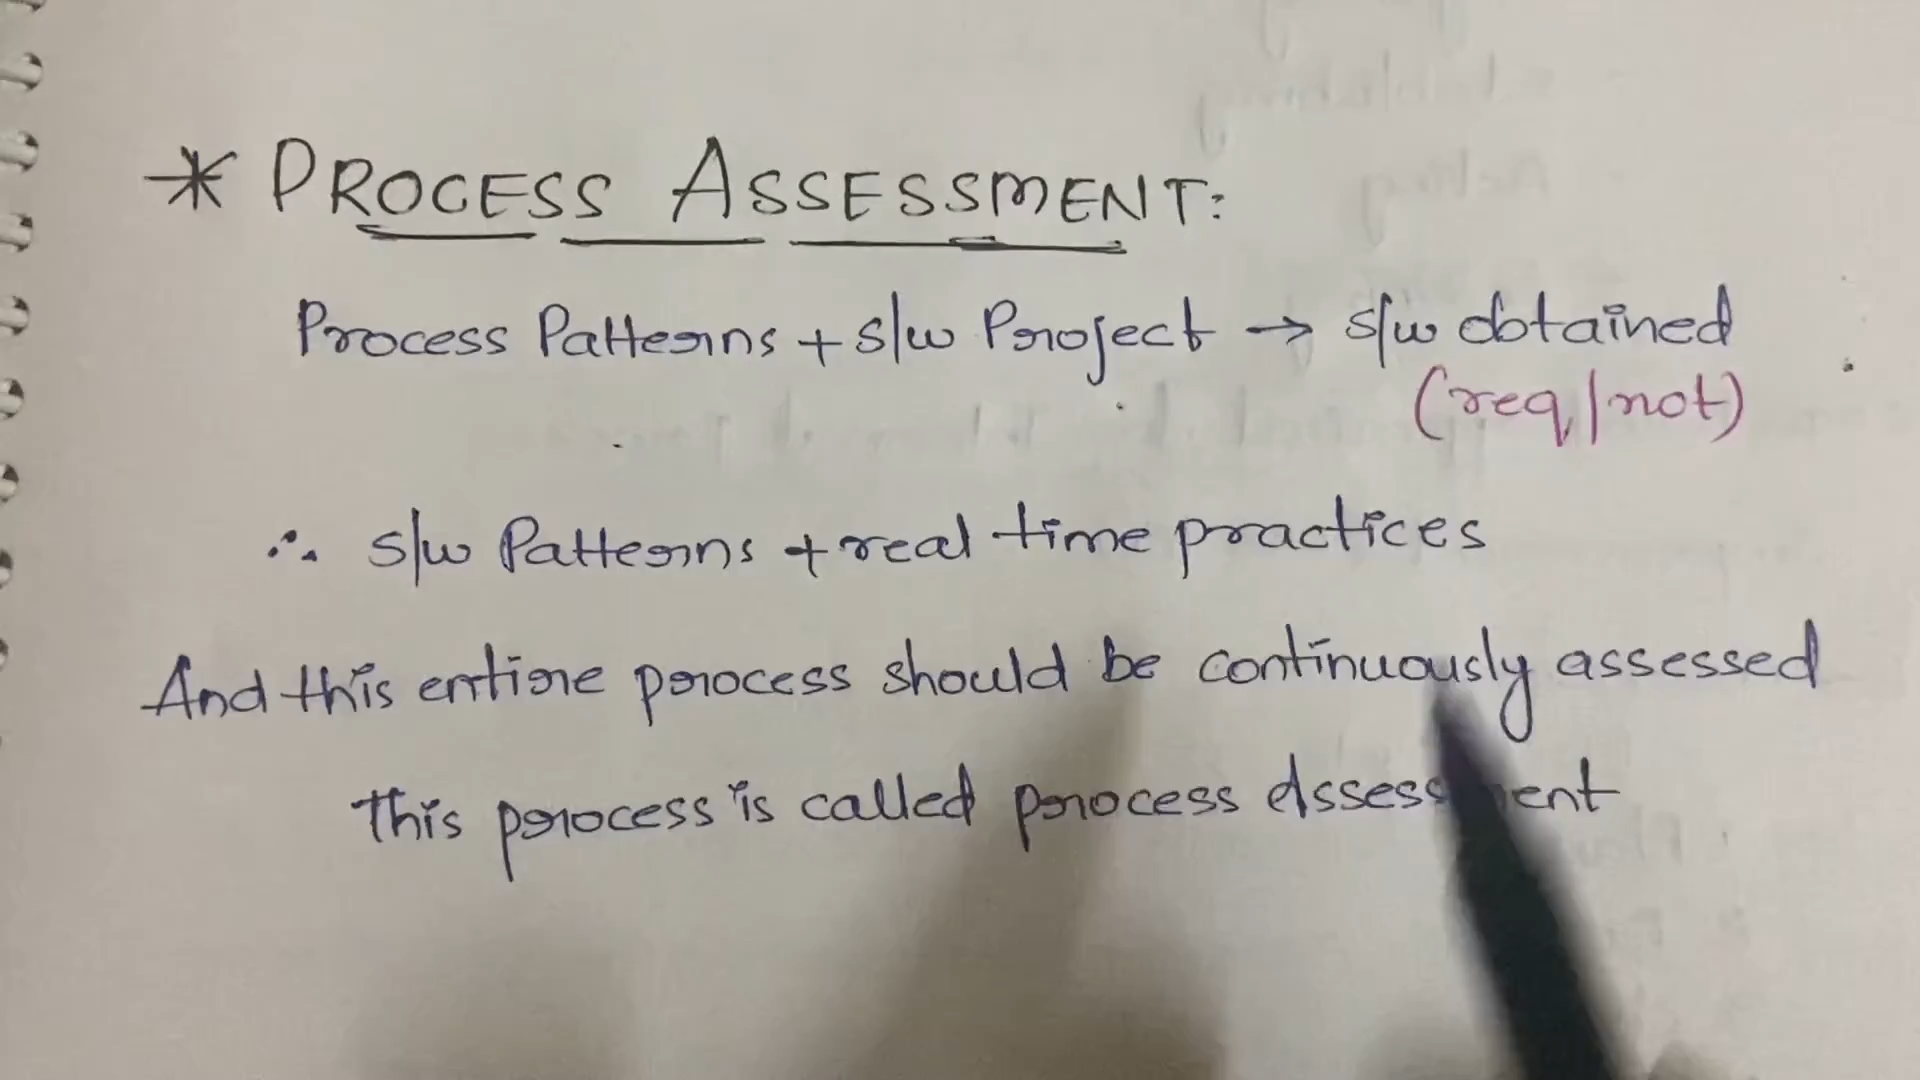 * PROCESS ASSESSMENT:
Process Patterns + s/w Project → s/w obtained
(req/not)
∴ s/w Patterns + real time practices
And this entire process should be continuously assessed
This process is called process